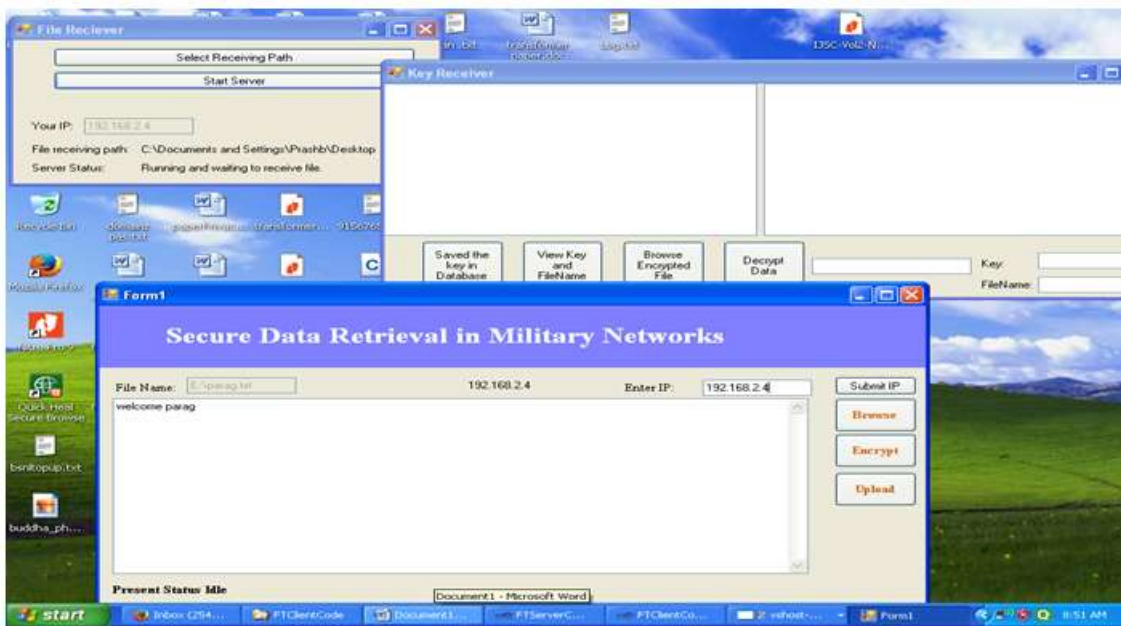 File Reciever
Select Receiving Path
Start Server
Your IP: 192.168.2.4
File receiving path: C:\Documents and Settings\Prashb\Desktop
Server Status: Running and waiting to receive file.
Key Receiver
Saved the key in Database
View Key and FileName
Browse Encrypted File
Decrypt Data
Key:
FileName:
Recycle Bin
Mozilla Firefox
Quick Heal
Secure Browse
bsnltopup.txt
buddha_ph....
Form1
Secure Data Retrieval in Military Networks
File Name: E:\parag.txt
192.168.2.4
Enter IP: 192.168.2.4
Submit IP
welcome parag
Browse
Encrypt
Upload
Present Status Idle
Document1 - Microsoft Word
start
Inbox (254...
FTClientCode
Document1...
FTServerC...
FTClientCo...
Form1
8:51 AM